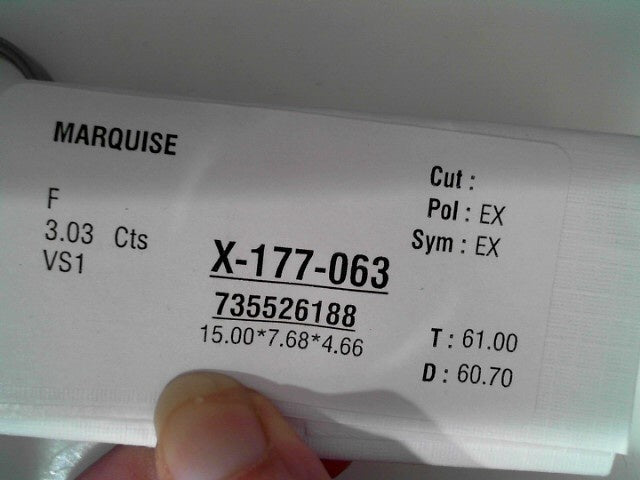 MARQUISE
F
3.03 Cts
VS1
X-177-063
735526188
15.00*7.68*4.66
Cut :
Pol : EX
Sym : EX
T : 61.00
D : 60.70